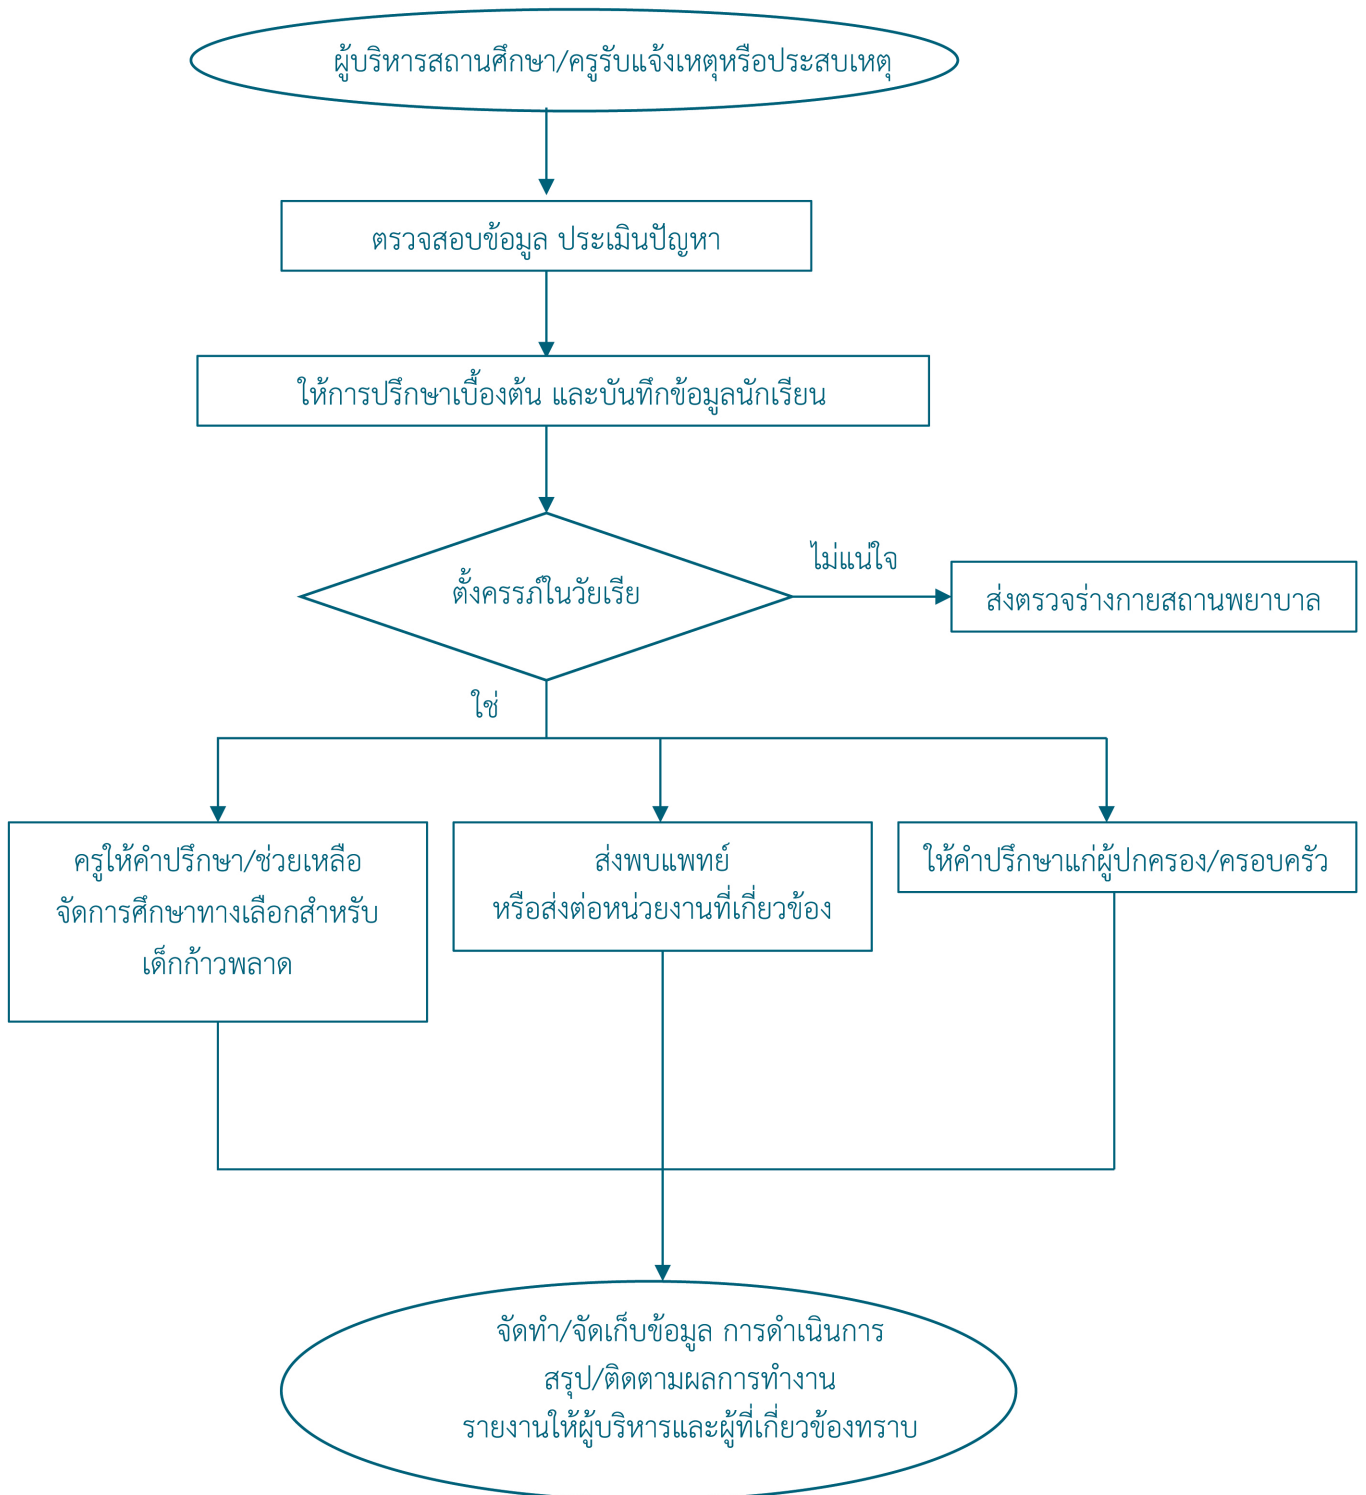 ผู้บริหารสถานศึกษา/ครูรับแจ้งเหตุหรือประสบเหตุ
ตรวจสอบข้อมูล ประเมินปัญหา
ให้การปรึกษาเบื้องต้น และบันทึกข้อมูลนักเรียน
ตั้งครรภ์ในวัยเรีย
ไม่แน่ใจ
ส่งตรวจร่างกายสถานพยาบาล
ใช่
ครูให้คำปรึกษา/ช่วยเหลือ
จัดการศึกษาทางเลือกสำหรับ
เด็กก้าวพลาด
ส่งพบแพทย์
หรือส่งต่อหน่วยงานที่เกี่ยวข้อง
ให้คำปรึกษาแก่ผู้ปกครอง/ครอบครัว
จัดทำ/จัดเก็บข้อมูล การดำเนินการ
สรุป/ติดตามผลการทำงาน
รายงานให้ผู้บริหารและผู้ที่เกี่ยวข้องทราบ